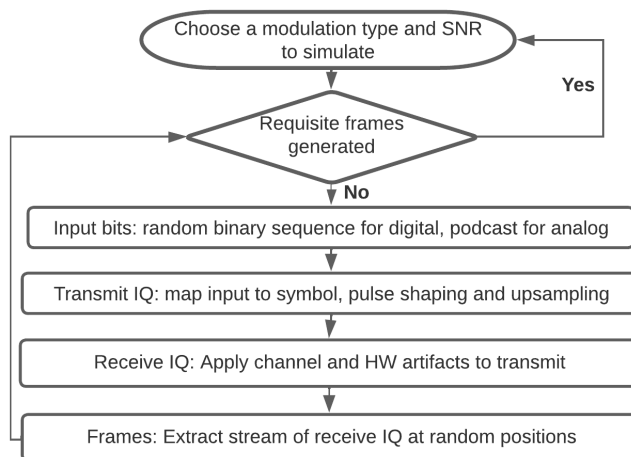 Choose a modulation type and SNR
to simulate
Yes
Requisite frames
generated
No
Input bits: random binary sequence for digital, podcast for analog
Transmit IQ: map input to symbol, pulse shaping and upsampling
Receive IQ: Apply channel and HW artifacts to transmit
Frames: Extract stream of receive IQ at random positions